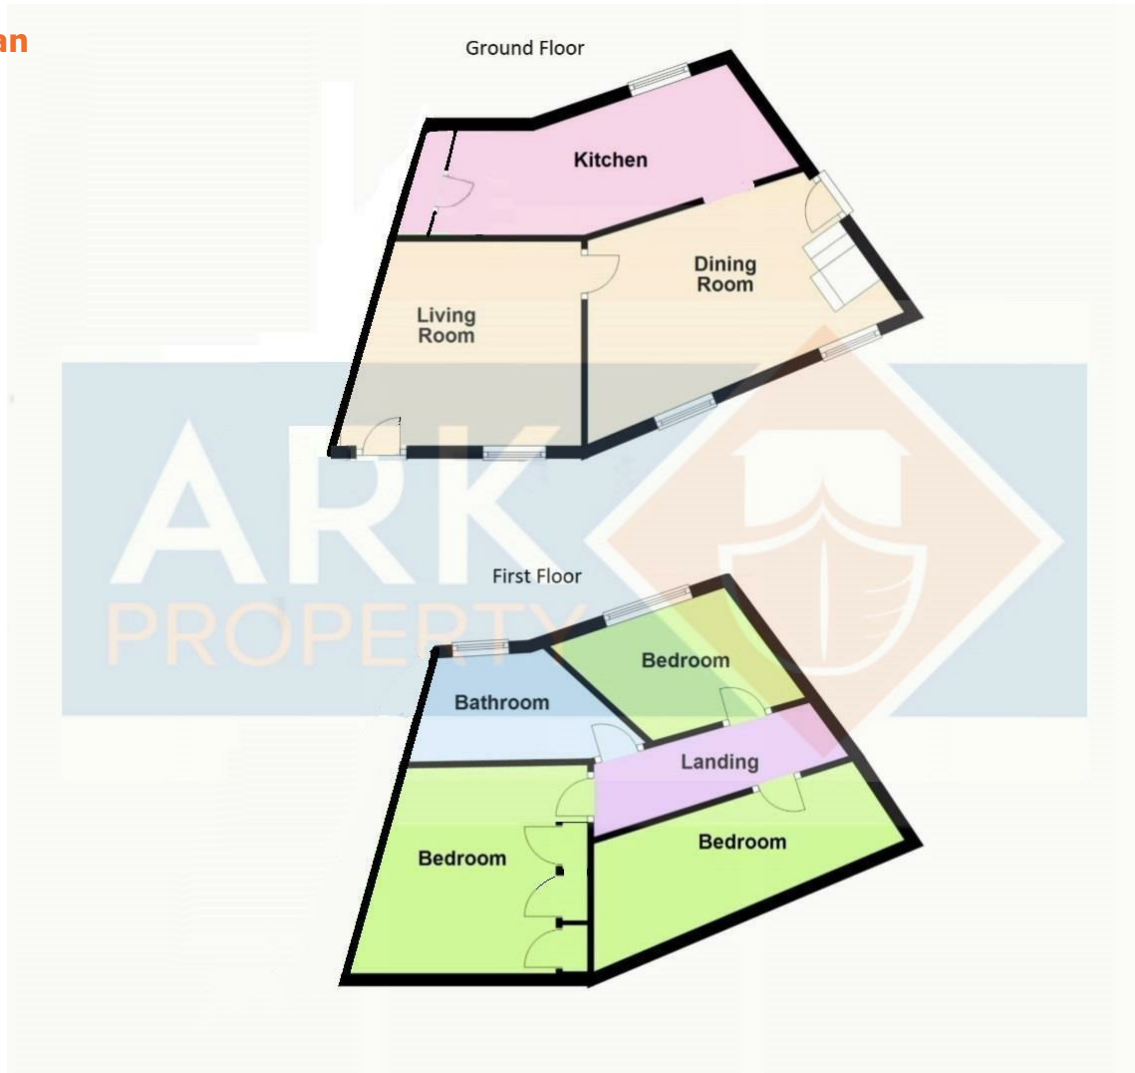 an
Ground Floor
Kitchen
Dining
Room
Living
Room
ARK
PROPERTY
First Floor
Bedroom
Bathroom
Landing
Bedroom
Bedroom